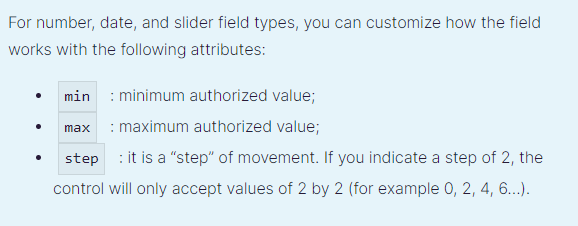 For number, date, and slider field types, you can customize how the field
works with the following attributes:
• min : minimum authorized value;
• max : maximum authorized value;
• step : it is a “step” of movement. If you indicate a step of 2, the
control will only accept values of 2 by 2 (for example 0, 2, 4, 6...).